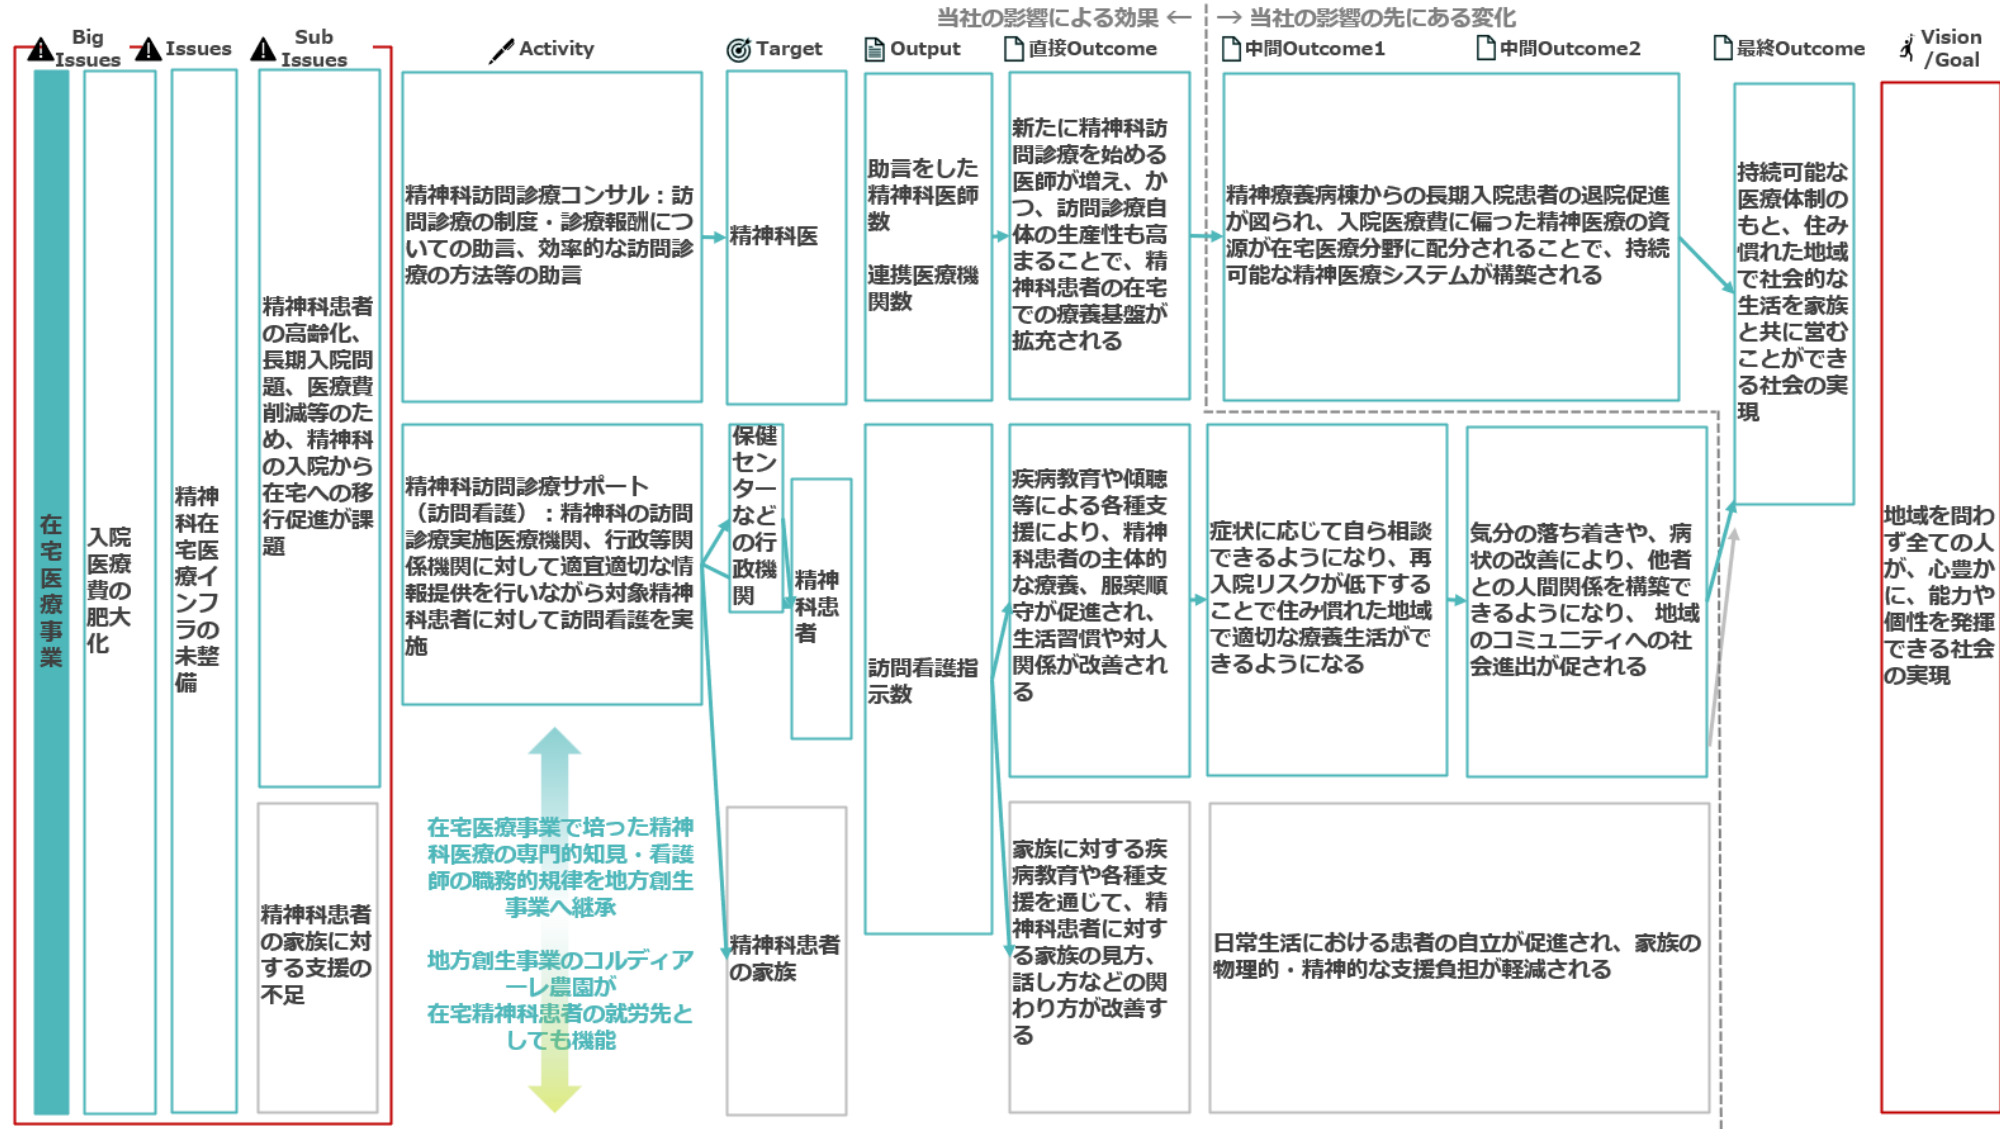 当社の影響による効果 ← → 当社の影響の先にある変化
Big
Issues
Issues
Sub
Issues
Activity
Target
Output
直接Outcome
中間Outcome1
中間Outcome2
最終Outcome
Vision
/Goal
在
宅
医
療
事
業
入院
医療
費の
肥大
化
精神
科在
宅医
療イ
ンフ
ラの
未整
備
精神科患者
の高齢化、
長期入院問
題、医療費
削減等のた
め、精神科
の入院から
在宅への移
行促進が課
題
精神科患者
の家族に対
する支援の
不足
精神科訪問診療コンサル：訪
問診療の制度・診療報酬につ
いての助言、効率的な訪問診
療の方法等の助言
精神科医
助言をした
精神科医師
数
連携医療機
関数
新たに精神科訪
問診療を始める
医師が増え、か
つ、訪問診療自
体の生産性も高
まることで、精
神科患者の在宅
での療養基盤が
拡充される
精神療養病棟からの長期入院患者の退院促進
が図られ、入院医療費に偏った精神医療の資
源が在宅医療分野に配分されることで、持続
可能な精神医療システムが構築される
持続可能な
医療体制の
もと、住み
慣れた地域
で社会的な
生活を家族
と共に営む
ことができ
る社会の実
現
精神科訪問診療サポート
（訪問看護）：精神科の訪問
診療実施医療機関、行政等関
係機関に対して適宜適切な情
報提供を行いながら対象精神
科患者に対して訪問看護を実
施
保健
セン
ター
など
の行
政機
関
精神
科患
者
訪問看護指
示数
疾病教育や傾聴
等による各種支
援により、精神
科患者の主体的
な療養、服薬順
守が促進され、
生活習慣や対人
関係が改善され
る
症状に応じて自ら相談
できるようになり、再
入院リスクが低下する
ことで住み慣れた地域
で適切な療養生活がで
きるようになる
気分の落ち着きや、病
状の改善により、他者
との人間関係を構築で
きるようになり、 地域
のコミュニティへの社
会進出が促される
地域を問わ
ず全ての人
が、心豊か
に、能力や
個性を発揮
できる社会
の実現
在宅医療事業で培った精神
科医療の専門的知見・看護
師の職務的規律を地方創生
事業へ継承
地方創生事業のコルディア
ーレ農園が
在宅精神科患者の就労先と
しても機能
精神科患者
の家族
家族に対する疾
病教育や各種支
援を通じて、精
神科患者に対す
る家族の見方、
話し方などの関
わり方が改善す
る
日常生活における患者の自立が促進され、家族の
物理的・精神的な支援負担が軽減される